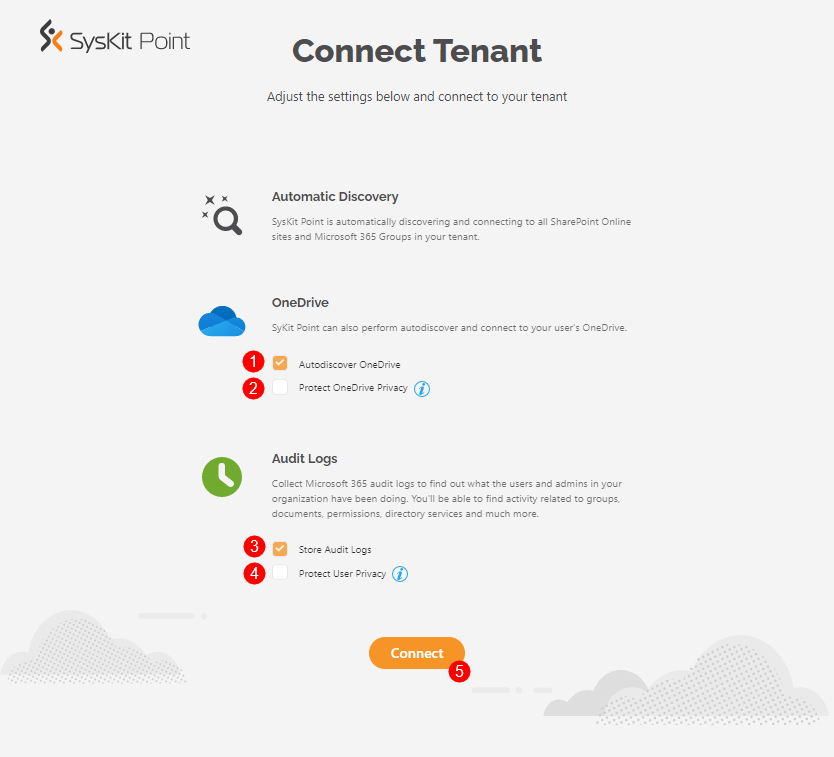 SysKit Point
Connect Tenant
Adjust the settings below and connect to your tenant
Automatic Discovery
SysKit Point is automatically discovering and connecting to all SharePoint Online
sites and Microsoft 365 Groups in your tenant.
OneDrive
SyKit Point can also perform autodiscover and connect to your user's OneDrive.
1 Autodiscover OneDrive
2 Protect OneDrive Privacy i
Audit Logs
Collect Microsoft 365 audit logs to find out what the users and admins in your
organization have been doing. You'll be able to find activity related to groups,
documents, permissions, directory services and much more.
3 Store Audit Logs
4 Protect User Privacy i
Connect
5